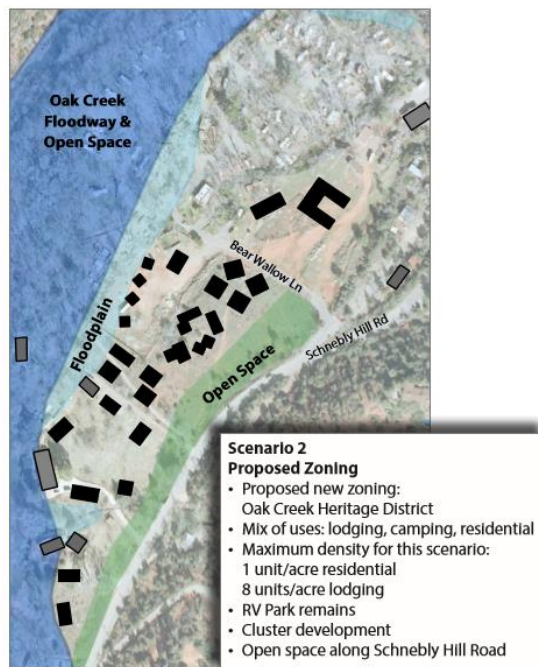 Oak Creek
Floodway &
Open Space
Bear Wallow Ln
Floodplain
Open Space
Schnebly Hill Rd
Scenario 2
Proposed Zoning
• Proposed new zoning:
Oak Creek Heritage District
• Mix of uses: lodging, camping, residential
• Maximum density for this scenario:
1 unit/acre residential
8 units/acre lodging
• RV Park remains
• Cluster development
• Open space along Schnebly Hill Road